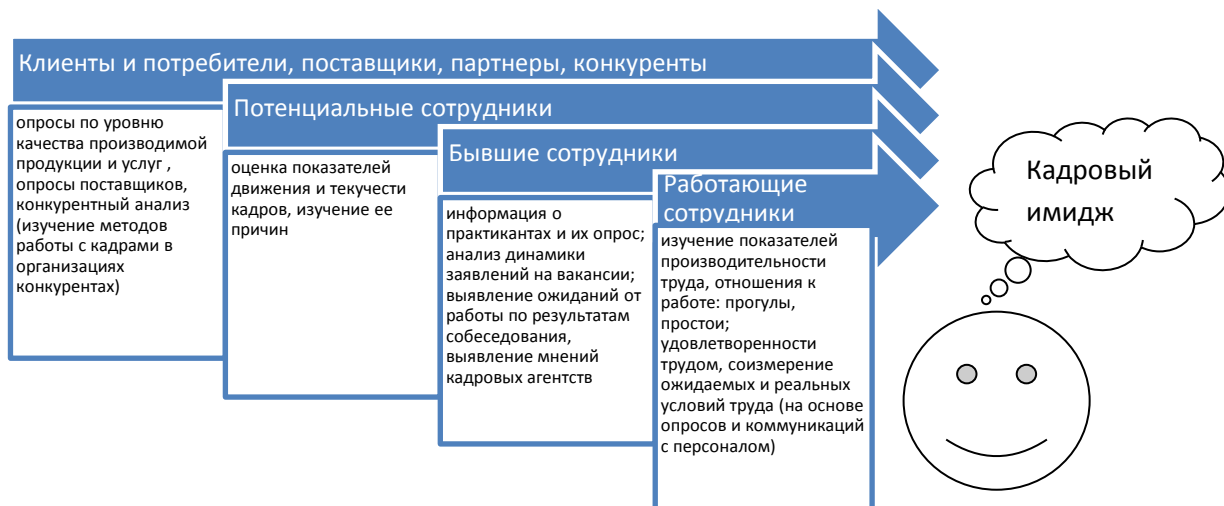 Клиенты и потребители, поставщики, партнеры, конкуренты
опросы по уровню
качества производимой
продукции и услуг ,
опросы поставщиков,
конкурентный анализ
(изучение методов
работы с кадрами в
организациях
конкурентах)
Потенциальные сотрудники
оценка показателей
движения и текучести
кадров, изучение ее
причин
Бывшие сотрудники
информация о
практикантах и их опрос;
анализ динамики
заявлений на вакансии;
выявление ожиданий от
работы по результатам
собеседования,
выявление мнений
кадровых агентств
Работающие
сотрудники
изучение показателей
производительности
труда, отношения к
работе: прогулы,
простои;
удовлетворенности
трудом, соизмерение
ожидаемых и реальных
условий труда (на основе
опросов и коммуникаций
с персоналом)
Кадровый
имидж